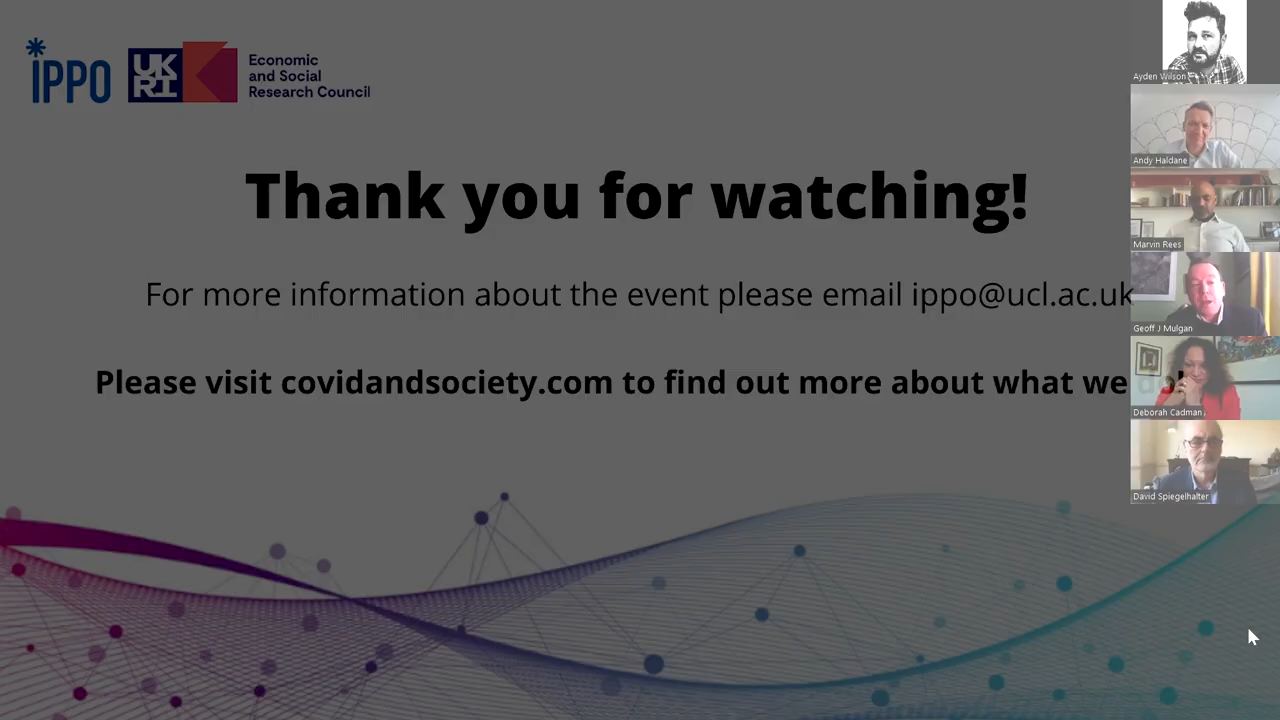 iPPO
UK
RI
Economic
and Social
Research Council
Thank you for watching!
For more information about the event please email ippo@ucl.ac.uk
Please visit covidandsociety.com to find out more about what we do!
Ayden Wilson
Andy Haldane
Marvin Rees
Geoff J Mulgan
Deborah Cadman
David Spiegelhalter